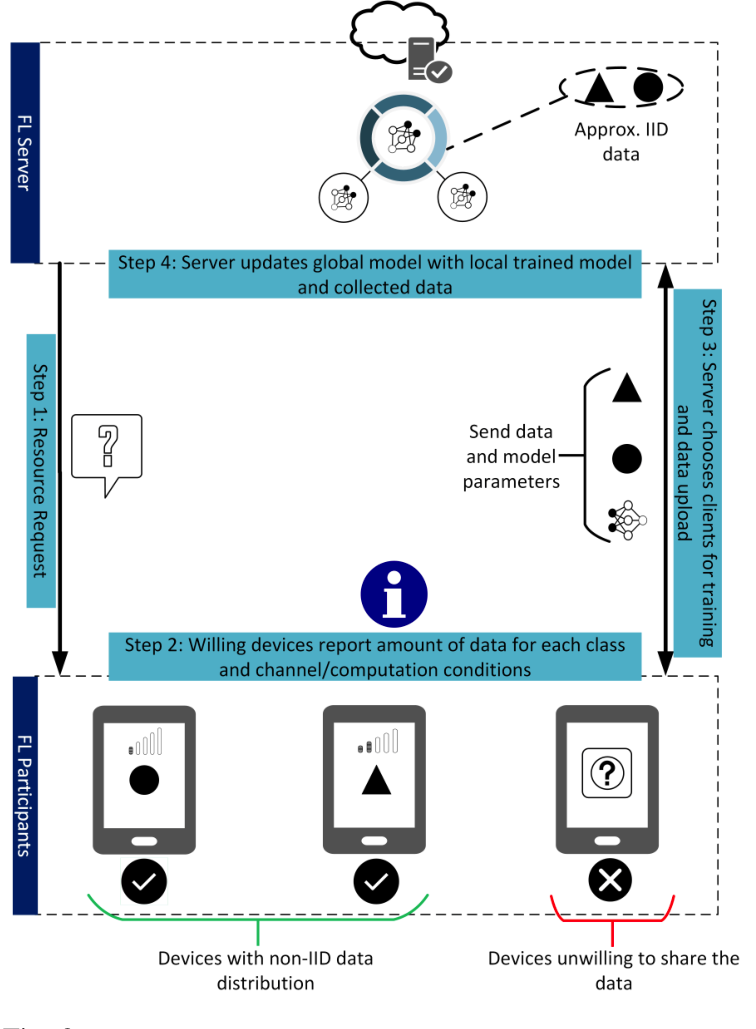 FL Server
Approx. IID
data
Step 4: Server updates global model with local trained model
and collected data
Step 1: Resource
Request
?
Send data
and model
parameters
Step 3: Server chooses clients for training
and data upload
i
Step 2: Willing devices report amount of data for each class
and channel/computation conditions
FL Participants
?
Devices with non-IID data
distribution
Devices unwilling to share the
data